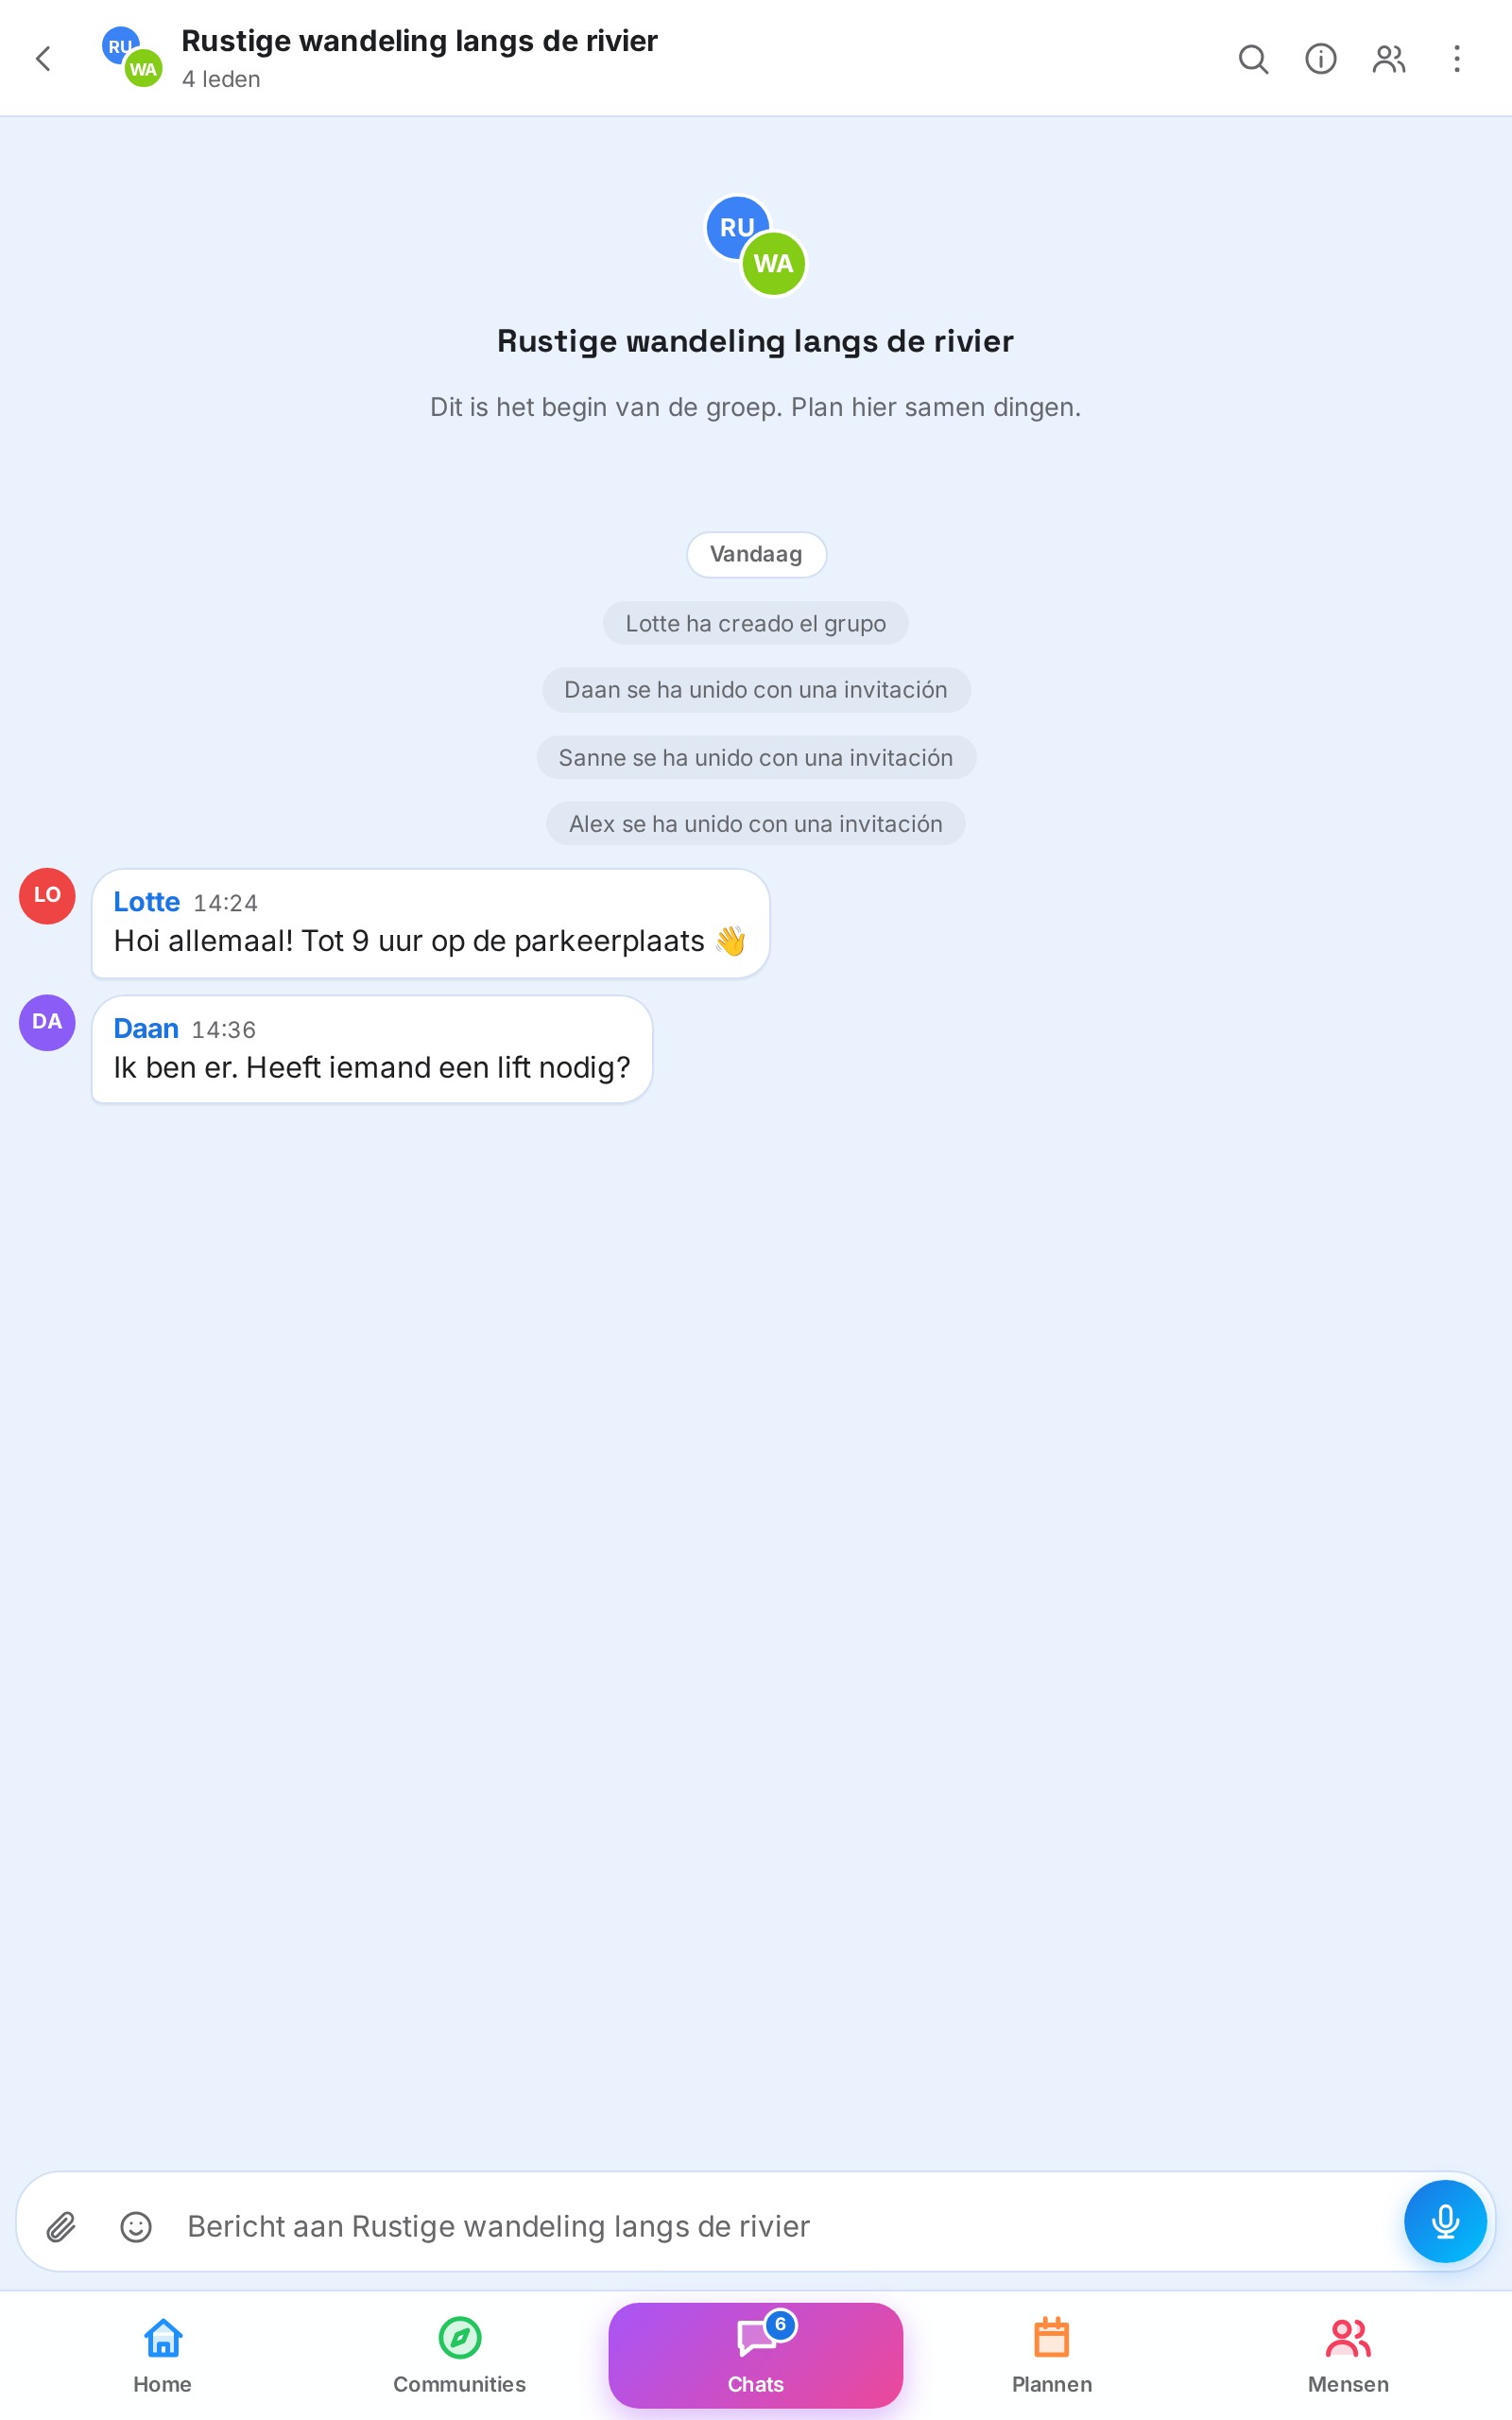 RU
WA
Rustige wandeling langs de rivier
4 leden
RU
WA
Rustige wandeling langs de rivier
Dit is het begin van de groep. Plan hier samen dingen.
Vandaag
Lotte ha creado el grupo
Daan se ha unido con una invitación
Sanne se ha unido con una invitación
Alex se ha unido con una invitación
LO
Lotte 14:24
Hoi allemaal! Tot 9 uur op de parkeerplaats 👋
DA
Daan 14:36
Ik ben er. Heeft iemand een lift nodig?
Bericht aan Rustige wandeling langs de rivier
6
Home
Communities
Chats
Plannen
Mensen